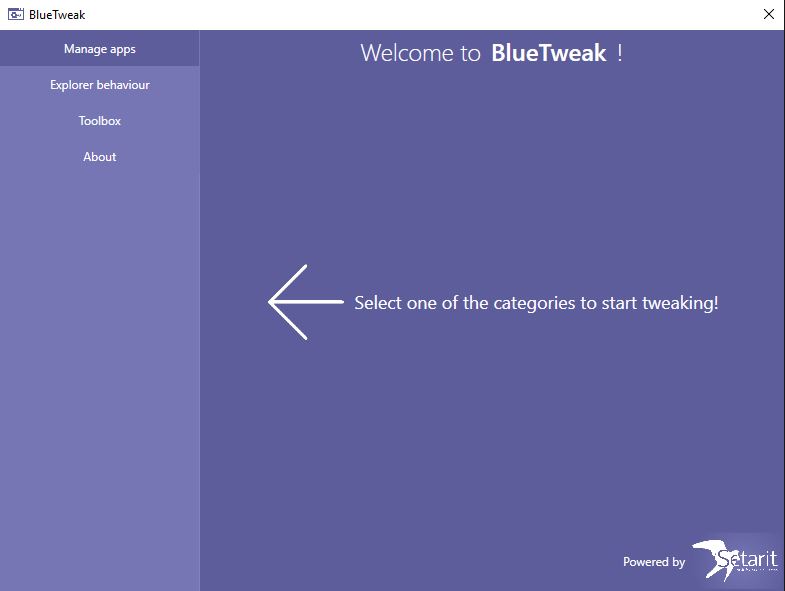 BlueTweak
Manage apps
Explorer behaviour
Toolbox
About
Welcome to BlueTweak !
Select one of the categories to start tweaking!
Powered by Setarit